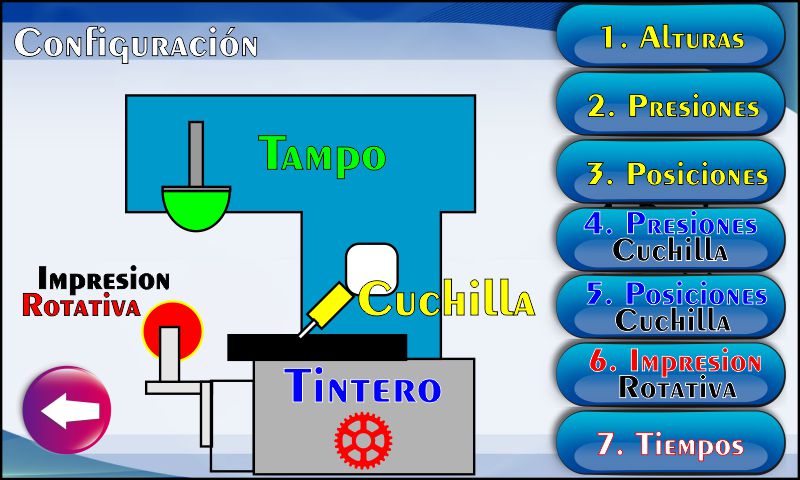 Configuración
1. Alturas
2. Presiones
3. Posiciones
4. Presiones
Cuchilla
5. Posiciones
Cuchilla
6. Impresion
Rotativa
7. Tiempos
Tampo
Impresion
Rotativa
Cuchilla
Tintero